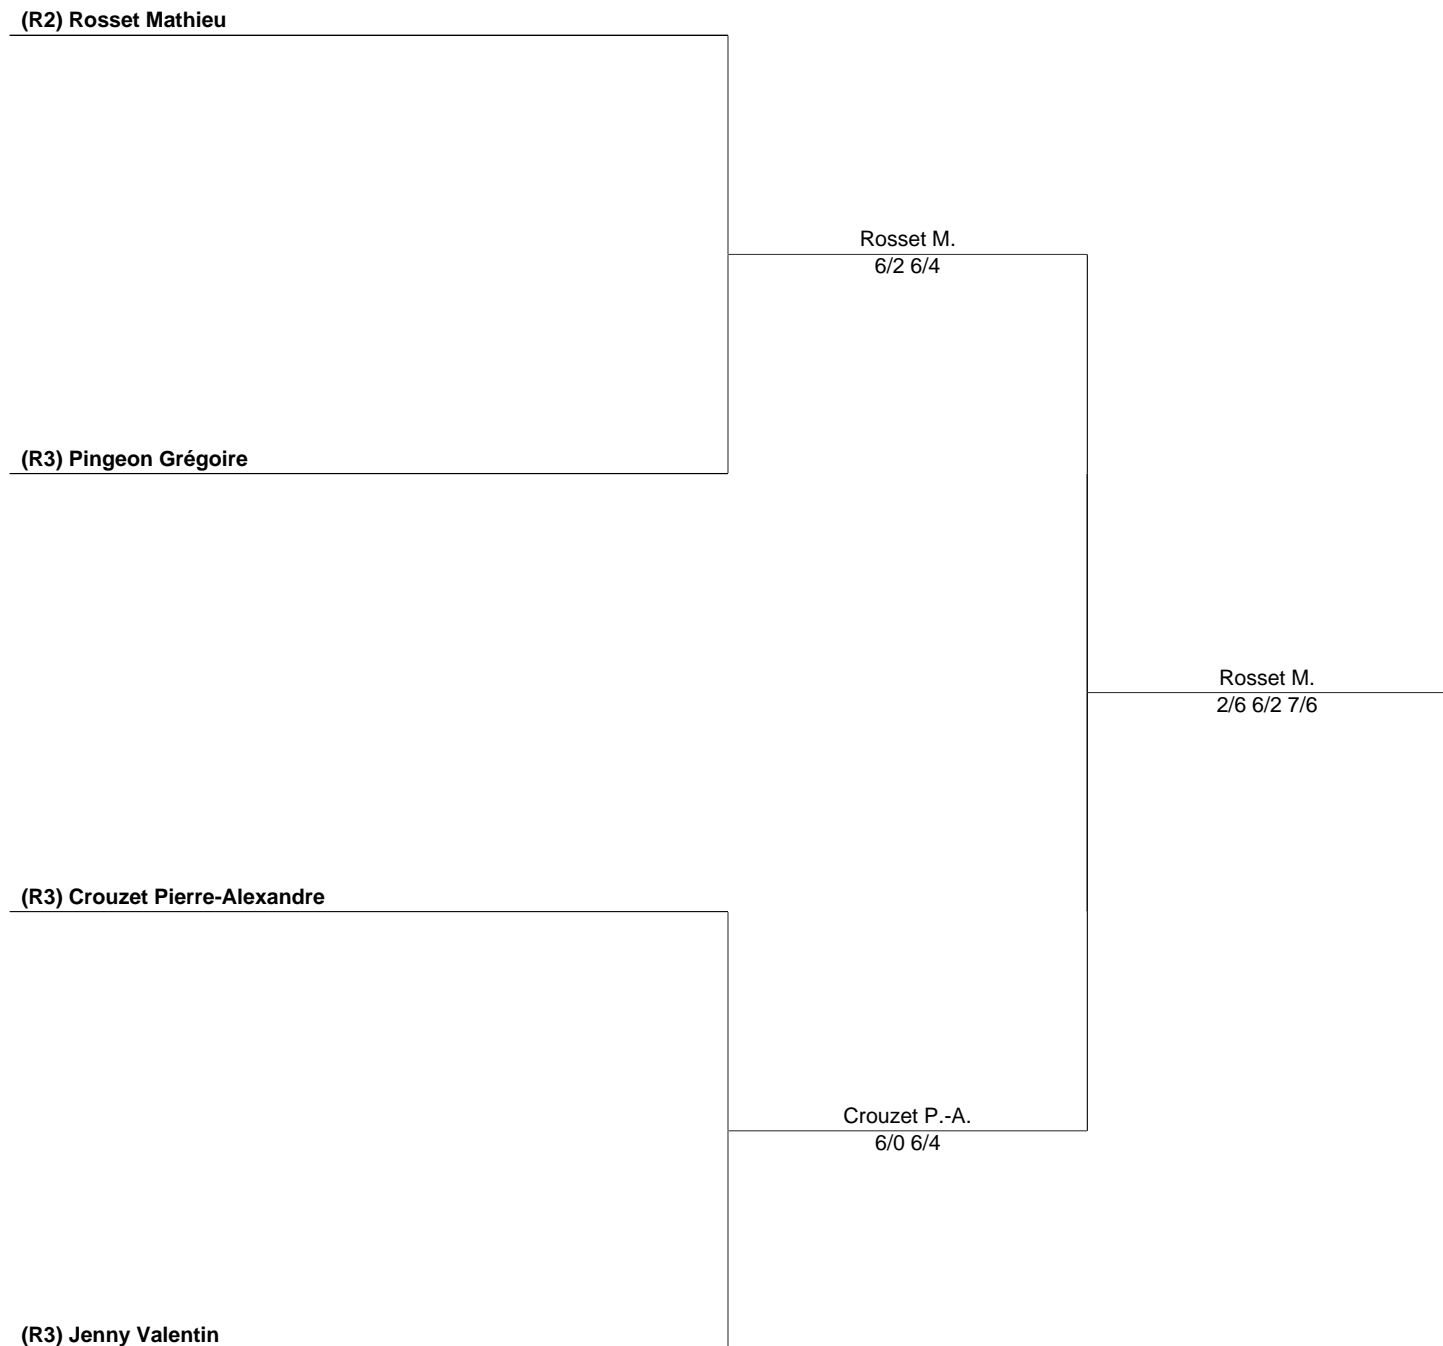 (R2) Rosset Mathieu
Rosset M.
6/2 6/4
(R3) Pingeon Grégoire
Rosset M.
2/6 6/2 7/6
(R3) Crouzet Pierre-Alexandre
Crouzet P.-A.
6/0 6/4
(R3) Jenny Valentin